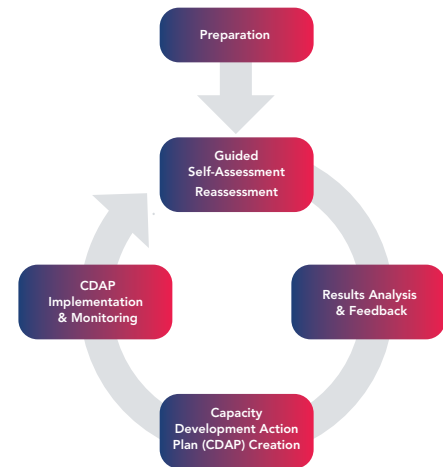 Preparation
Guided
Self-Assessment
Reassessment
Results Analysis
& Feedback
Capacity
Development Action
Plan (CDAP) Creation
CDAP
Implementation
& Monitoring